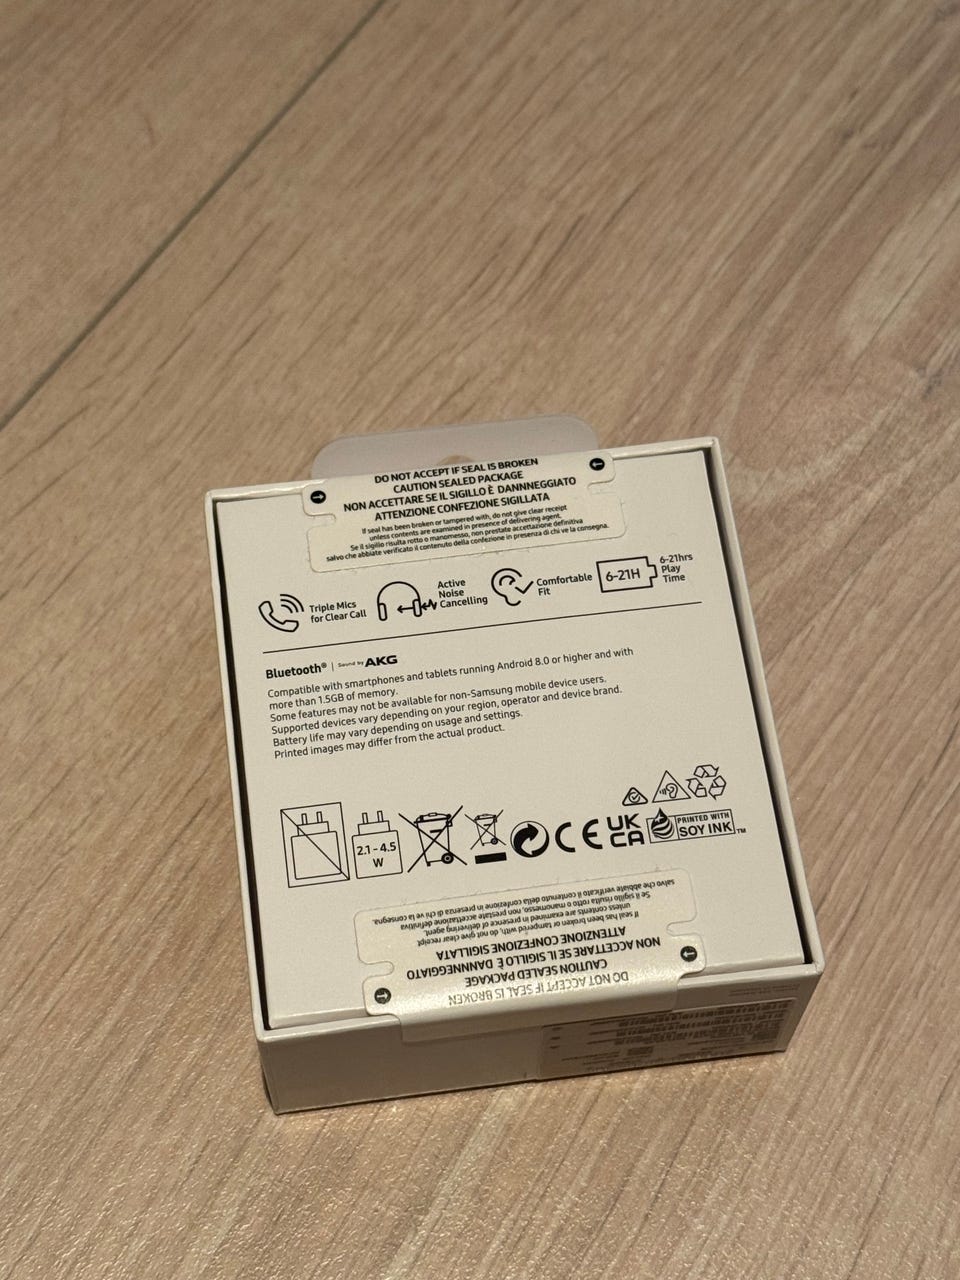 DO NOT ACCEPT IF SEAL IS BROKEN
CAUTION SEALED PACKAGE
NON ACCETTARE SE IL SIGILLO È DANNNEGGIATO
ATTENZIONE CONFEZIONE SIGILLATA
If seal has been broken or tampered with, do not give clear receipt
unless contents are examined in presence of delivering agent.
Se il sigillo risulta rotto o manomesso, non prestate accettazione definitiva
salvo che abbiate verificato il contenuto della confezione in presenza di chi ve la consegna.
Triple Mics
for Clear Call
Active
Noise
Cancelling
Comfortable
Fit
6-21H
6-21hrs
Play
Time
Bluetooth® | Sound by AKG
Compatible with smartphones and tablets running Android 8.0 or higher and with
more than 1.5GB of memory.
Some features may not be available for non-Samsung mobile device users.
Supported devices vary depending on your region, operator and device brand.
Battery life may vary depending on usage and settings.
Printed images may differ from the actual product.
2.1 - 4.5
W
CE
UK
CA
PRINTED WITH
SOY INK™
DO NOT ACCEPT IF SEAL IS BROKEN
CAUTION SEALED PACKAGE
NON ACCETTARE SE IL SIGILLO È DANNNEGGIATO
ATTENZIONE CONFEZIONE SIGILLATA
If seal has been broken or tampered with, do not give clear receipt
unless contents are examined in presence of delivering agent.
Se il sigillo risulta rotto o manomesso, non prestate accettazione definitiva
salvo che abbiate verificato il contenuto della confezione in presenza di chi ve la consegna.